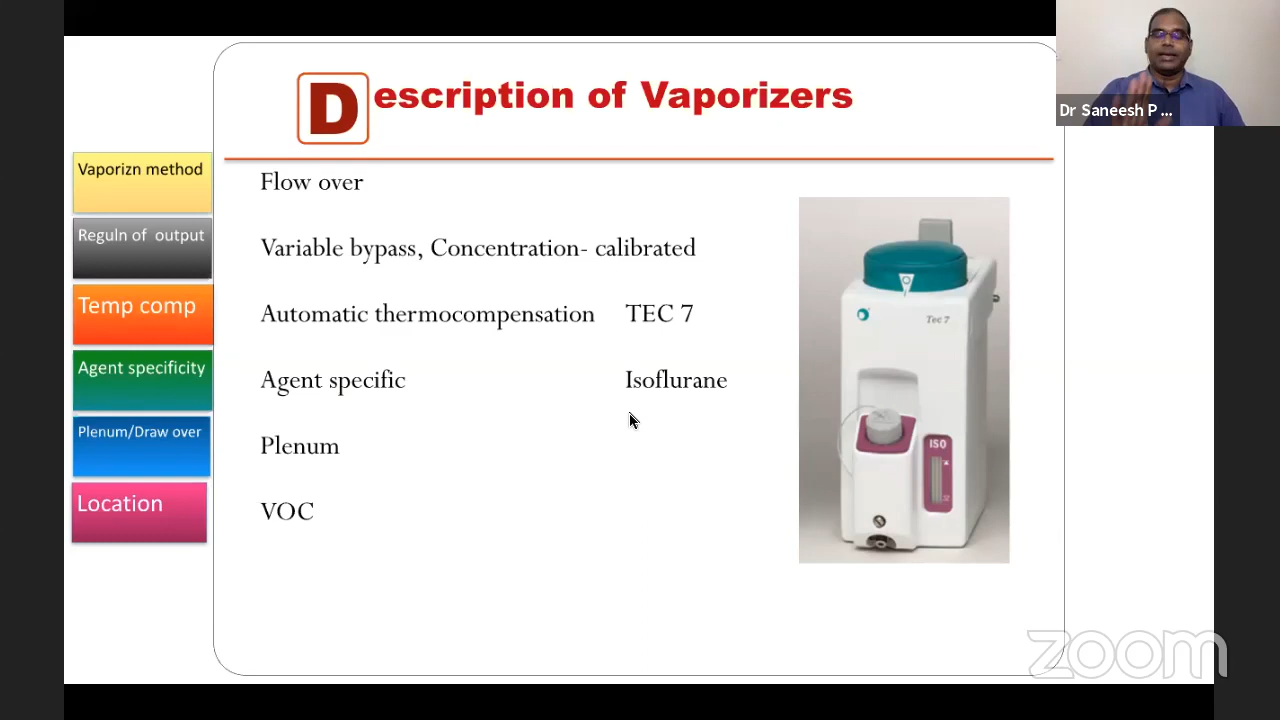 Description of Vaporizers
Vaporizn method
Reguln of output
Temp comp
Agent specificity
Plenum/Draw over
Location
Flow over
Variable bypass, Concentration- calibrated
Automatic thermocompensation TEC 7
Agent specific Isoflurane
Plenum
VOC
Tec 7
ISO
Dr Saneesh P ...
zoom